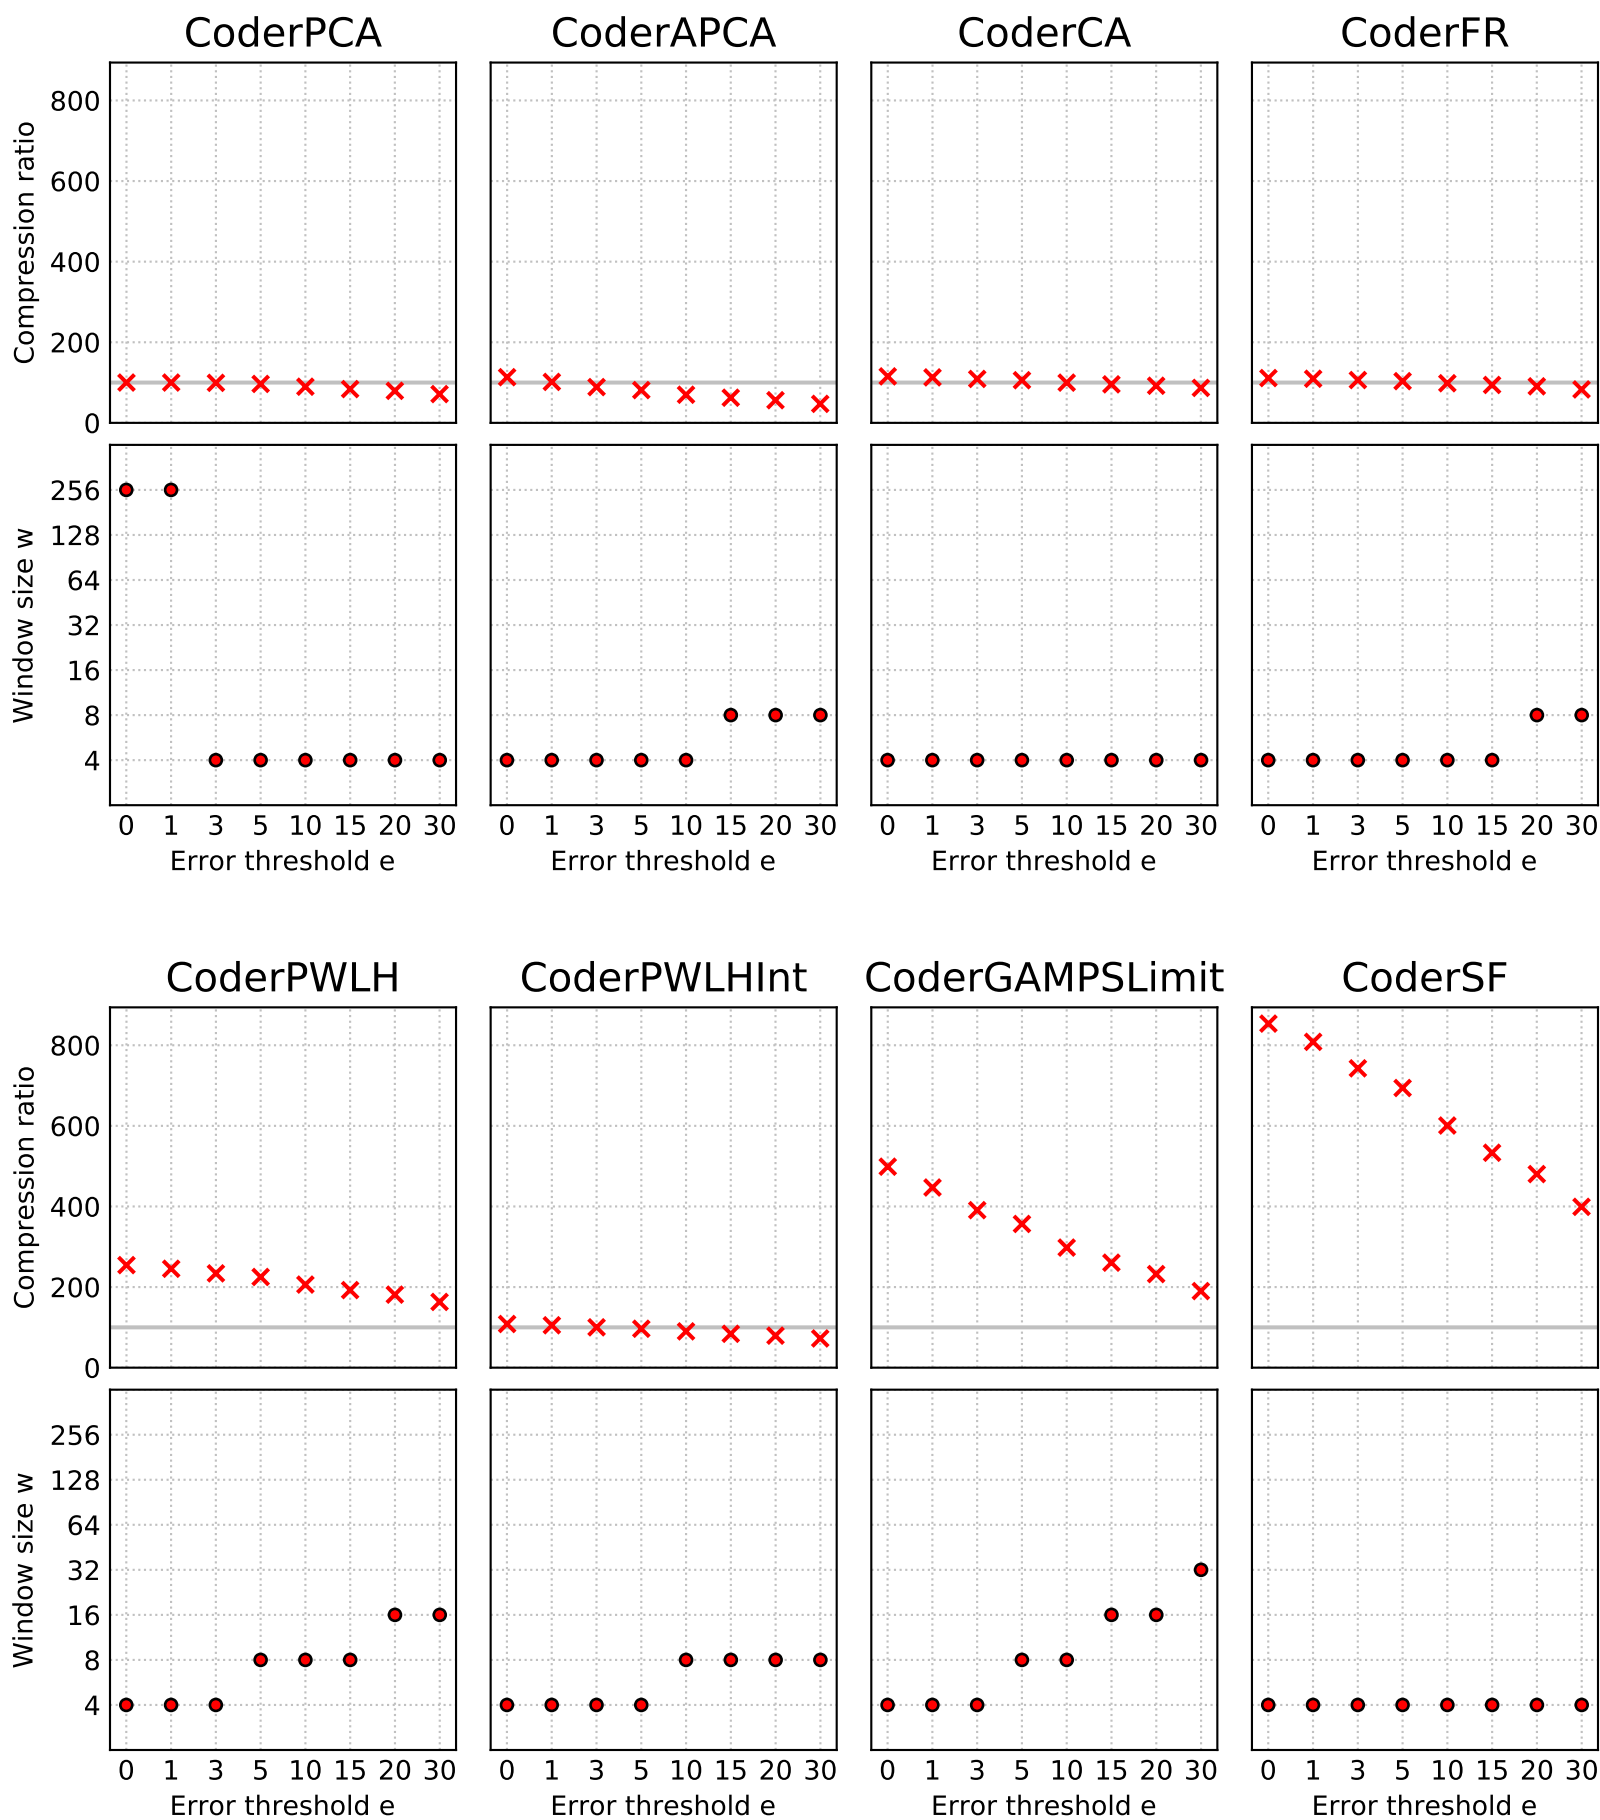 CoderPCA CoderAPCA CoderCA CoderFR
Compression ratio
800
600
400
200
0
Window size w
256
128
64
32
16
8
4
0 1 3 5 10 15 20 30 0 1 3 5 10 15 20 30 0 1 3 5 10 15 20 30 0 1 3 5 10 15 20 30
Error threshold e Error threshold e Error threshold e Error threshold e
CoderPWLH CoderPWLHInt CoderGAMPSLimit CoderSF
Compression ratio
800
600
400
200
0
Window size w
256
128
64
32
16
8
4
0 1 3 5 10 15 20 30 0 1 3 5 10 15 20 30 0 1 3 5 10 15 20 30 0 1 3 5 10 15 20 30
Error threshold e Error threshold e Error threshold e Error threshold e